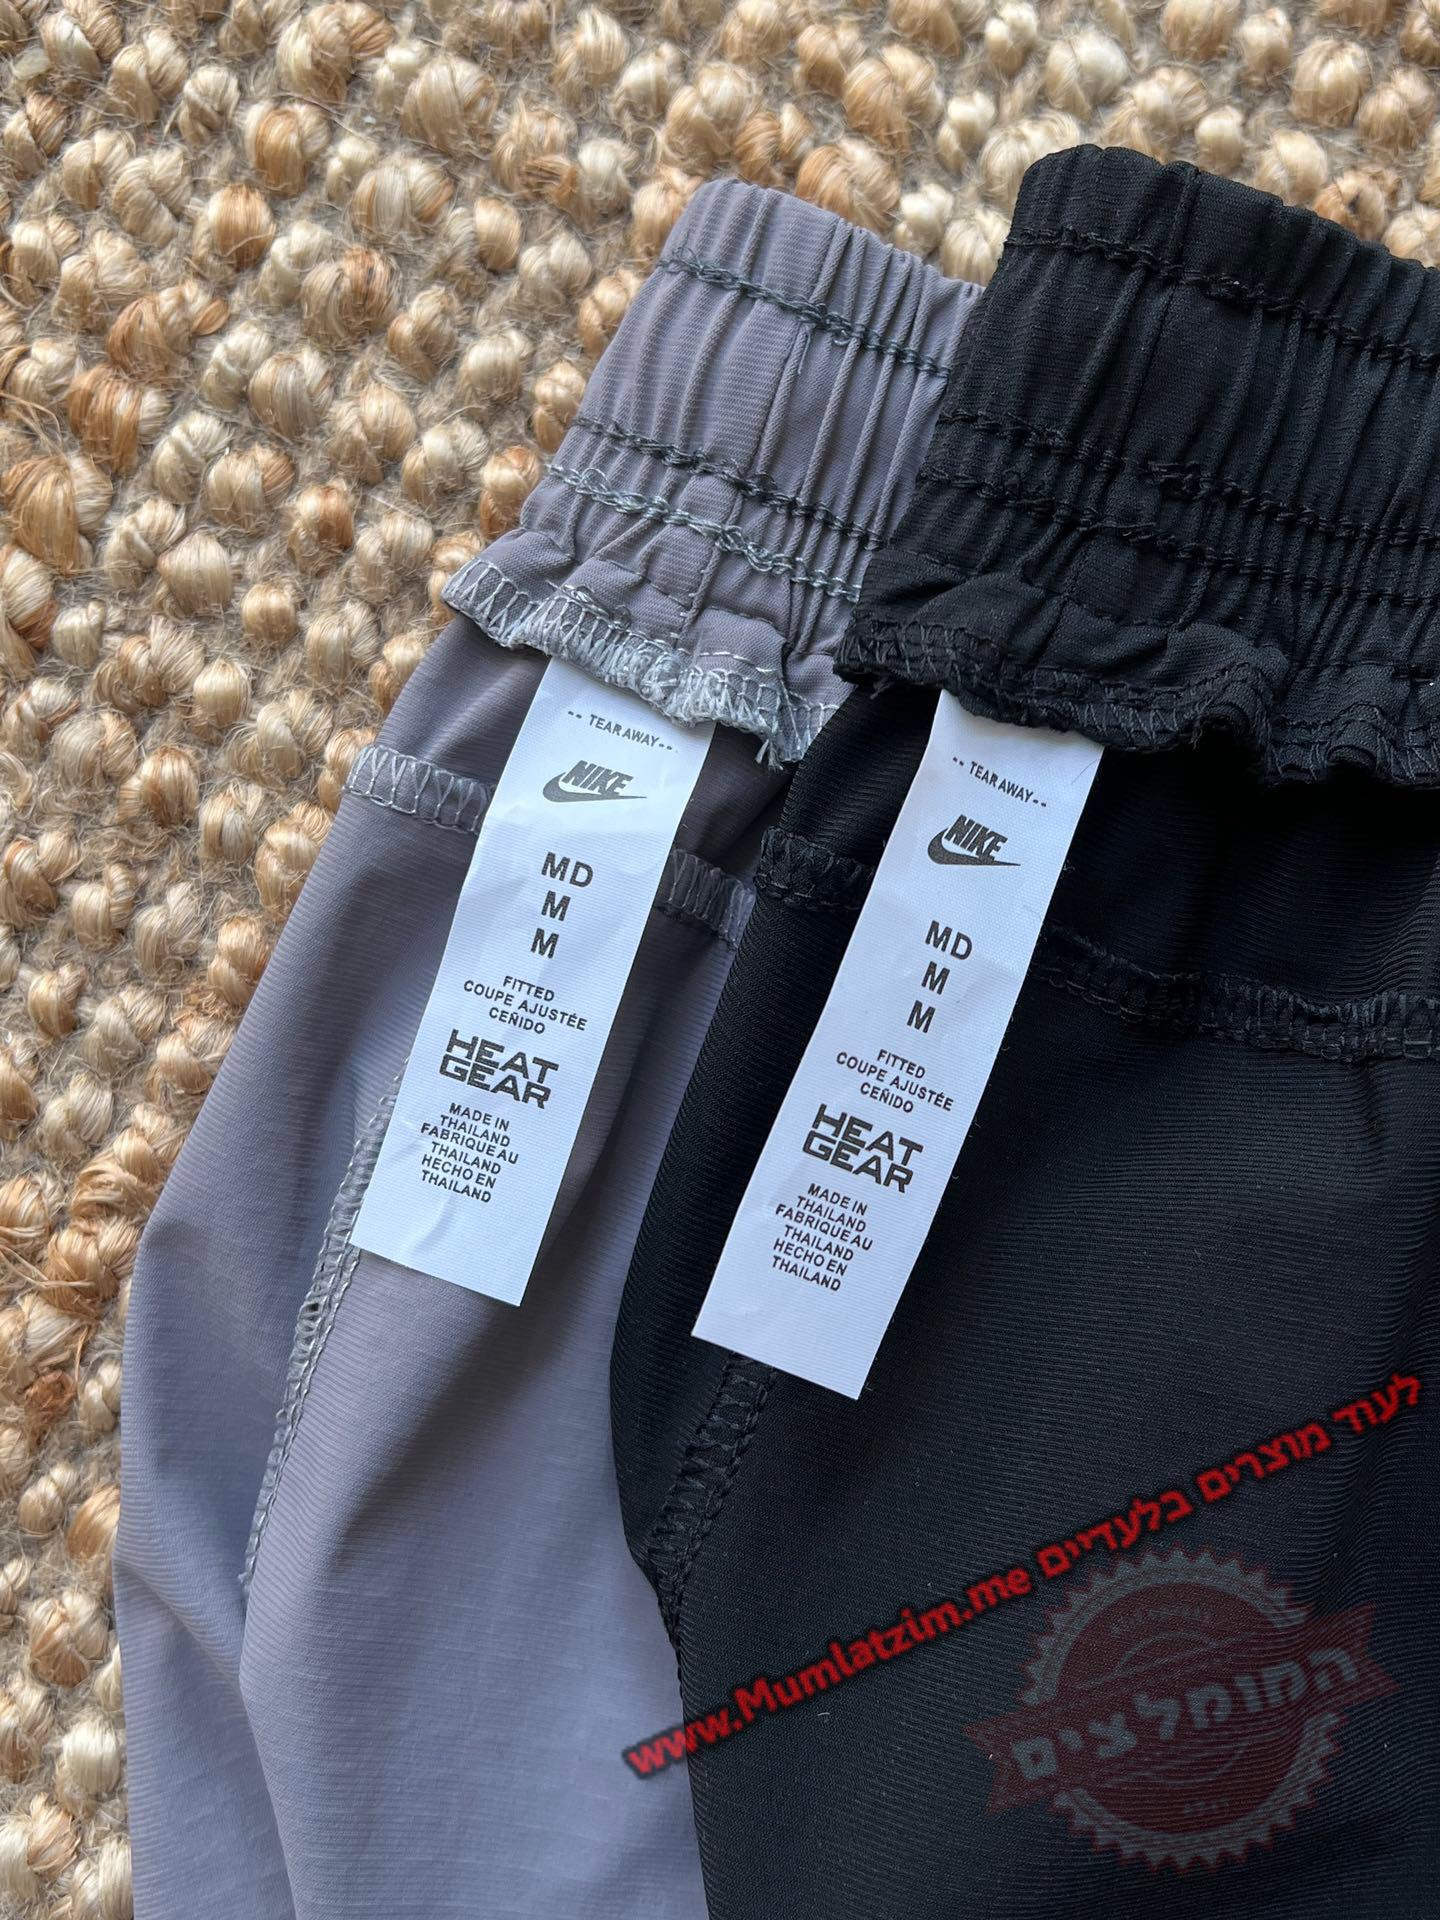 -- TEAR AWAY --
NIKE
MD
M
M
FITTED
COUPE AJUSTÉE
CEÑIDO
HEAT
GEAR
MADE IN
THAILAND
FABRIQUE AU
THAILAND
HECHO EN
THAILAND
-- TEAR AWAY --
NIKE
MD
M
M
FITTED
COUPE AJUSTÉE
CEÑIDO
HEAT
GEAR
MADE IN
THAILAND
FABRIQUE AU
THAILAND
HECHO EN
THAILAND
לעוד מוצרים בלעדיים www.Mumlatzim.me
המומלצים